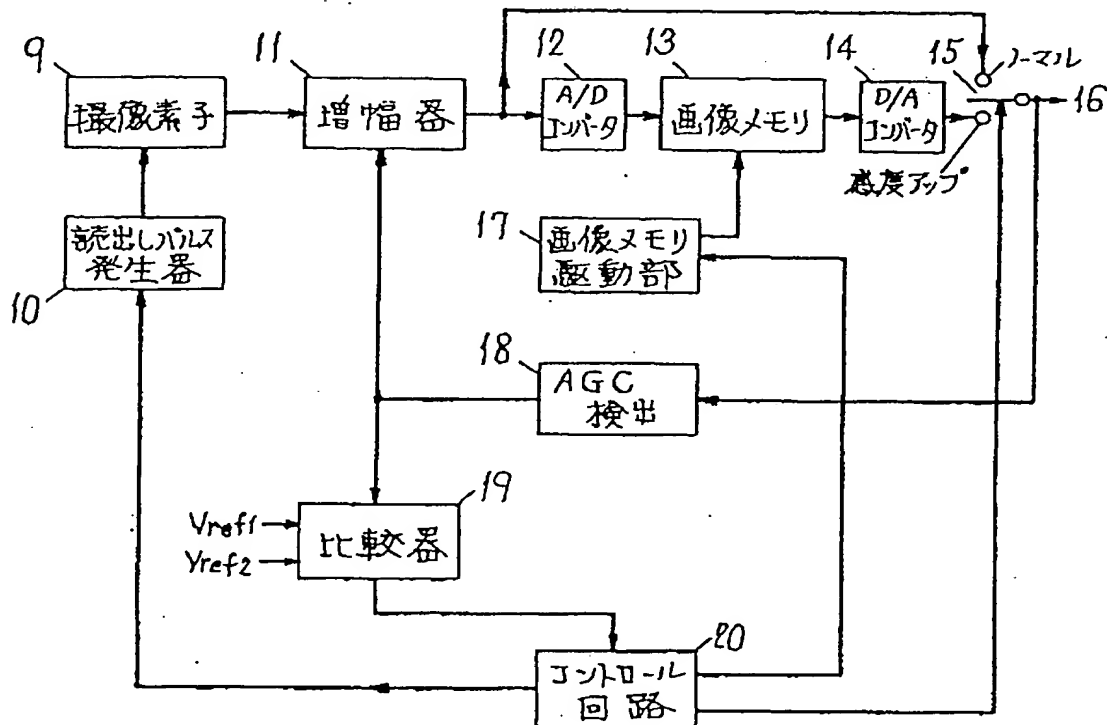 9
撮像素子
11
増幅器
12
A/D
コンバータ
13
画像メモリ
14
D/A
コンバータ
15
ノーマル
16
感度アップ
読出しパルス
発生器
10
17
画像メモリ
駆動部
18
AGC
検出
19
Vref1
Vref2
比較器
20
コントロール
回路